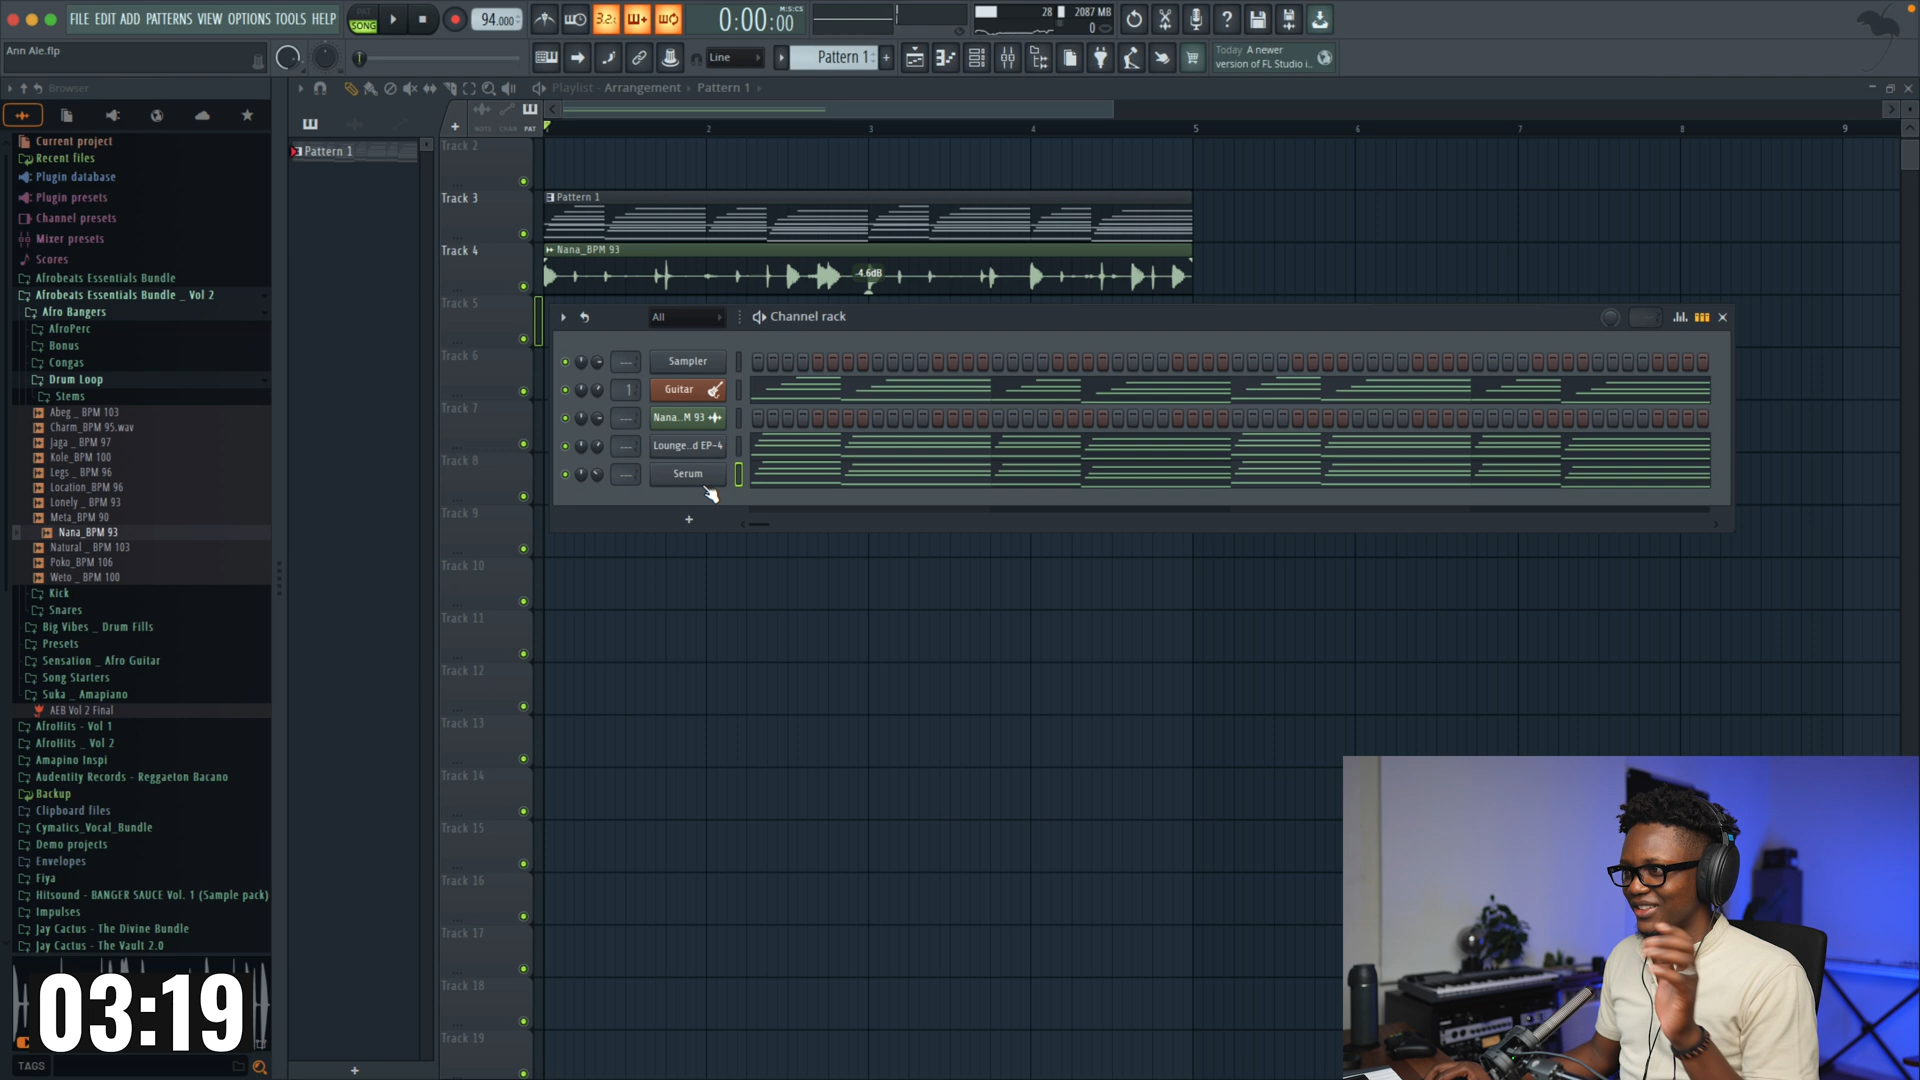 FILE EDIT ADD PATTERNS VIEW OPTIONS TOOLS HELP
PAT
SONG
94.000
3.2.
0:00:00
M:S:CS
28
2087 MB
0
Ann Ale.flp
Line
Pattern 1
Today A newer
version of FL Studio i..
Browser
Playlist - Arrangement › Pattern 1 ›
NOTE CHAN PAT
2 3 4 5 6 7 8 9
Current project
Recent files
Plugin database
Plugin presets
Channel presets
Mixer presets
Scores
Afrobeats Essentials Bundle
Afrobeats Essentials Bundle _ Vol 2
Afro Bangers
AfroPerc
Bonus
Congas
Drum Loop
Stems
Abeg _ BPM 103
Charm_BPM 95.wav
Jaga _ BPM 97
Kole_BPM 100
Legs _ BPM 96
Location_BPM 96
Lonely _ BPM 93
Meta_BPM 90
Nana_BPM 93
Natural _ BPM 103
Poko_BPM 106
Weto _ BPM 100
Kick
Snares
Big Vibes _ Drum Fills
Presets
Sensation _ Afro Guitar
Song Starters
Suka _ Amapiano
AEB Vol 2 Final
AfroHits - Vol 1
AfroHits _ Vol 2
Amapino Inspi
Audentity Records - Reggaeton Bacano
Backup
Clipboard files
Cymatics_Vocal_Bundle
Demo projects
Envelopes
Fiya
Hitsound - BANGER SAUCE Vol. 1 (Sample pack)
Impulses
Jay Cactus - The Divine Bundle
Jay Cactus - The Vault 2.0
03:19
TAGS
Pattern 1
Track 2
Track 3
Pattern 1
Track 4
Nana_BPM 93
-4.6dB
Track 5
Track 6
Track 7
Track 8
Track 9
Track 10
Track 11
Track 12
Track 13
Track 14
Track 15
Track 16
Track 17
Track 18
Track 19
All
Channel rack
Sampler
1
Guitar
Nana..M 93
Lounge..d EP-4
Serum